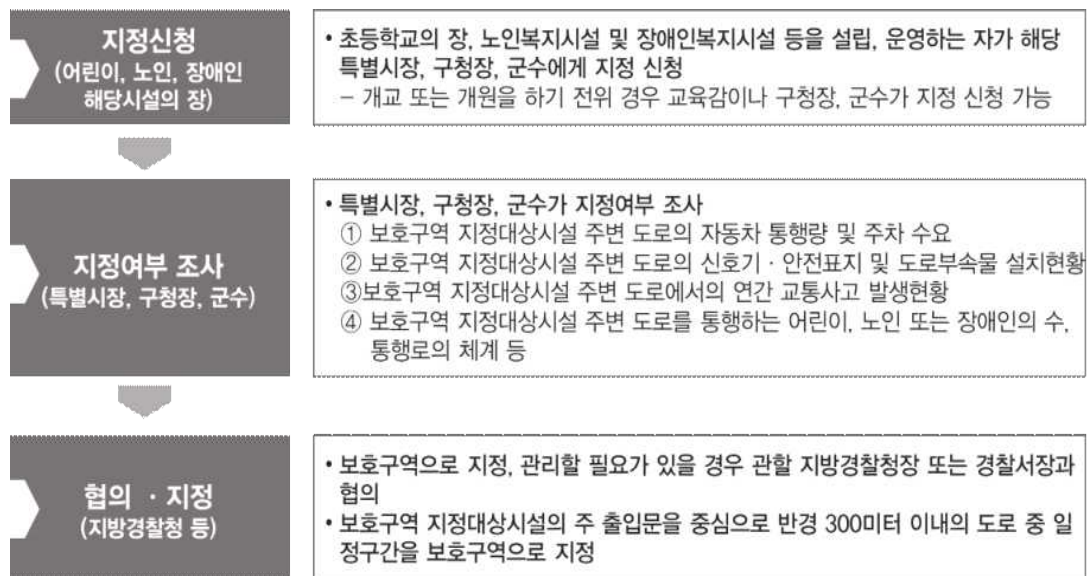 지정신청
(어린이, 노인, 장애인
해당시설의 장)
• 초등학교의 장, 노인복지시설 및 장애인복지시설 등을 설립, 운영하는 자가 해당
특별시장, 구청장, 군수에게 지정 신청
– 개교 또는 개원을 하기 전위 경우 교육감이나 구청장, 군수가 지정 신청 가능
지정여부 조사
(특별시장, 구청장, 군수)
• 특별시장, 구청장, 군수가 지정여부 조사
① 보호구역 지정대상시설 주변 도로의 자동차 통행량 및 주차 수요
② 보호구역 지정대상시설 주변 도로의 신호기 · 안전표지 및 도로부속물 설치현황
③보호구역 지정대상시설 주변 도로에서의 연간 교통사고 발생현황
④ 보호구역 지정대상시설 주변 도로를 통행하는 어린이, 노인 또는 장애인의 수,
통행로의 체계 등
협의 · 지정
(지방경찰청 등)
• 보호구역으로 지정, 관리할 필요가 있을 경우 관할 지방경찰청장 또는 경찰서장과
협의
• 보호구역 지정대상시설의 주 출입문을 중심으로 반경 300미터 이내의 도로 중 일
정구간을 보호구역으로 지정